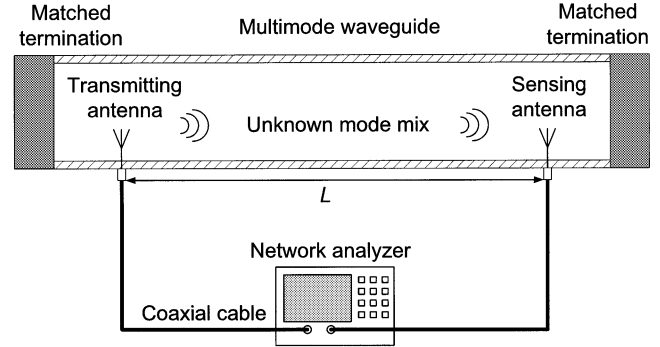 Matched
termination
Multimode waveguide
Matched
termination
Transmitting
antenna
Unknown mode mix
Sensing
antenna
L
Network analyzer
Coaxial cable